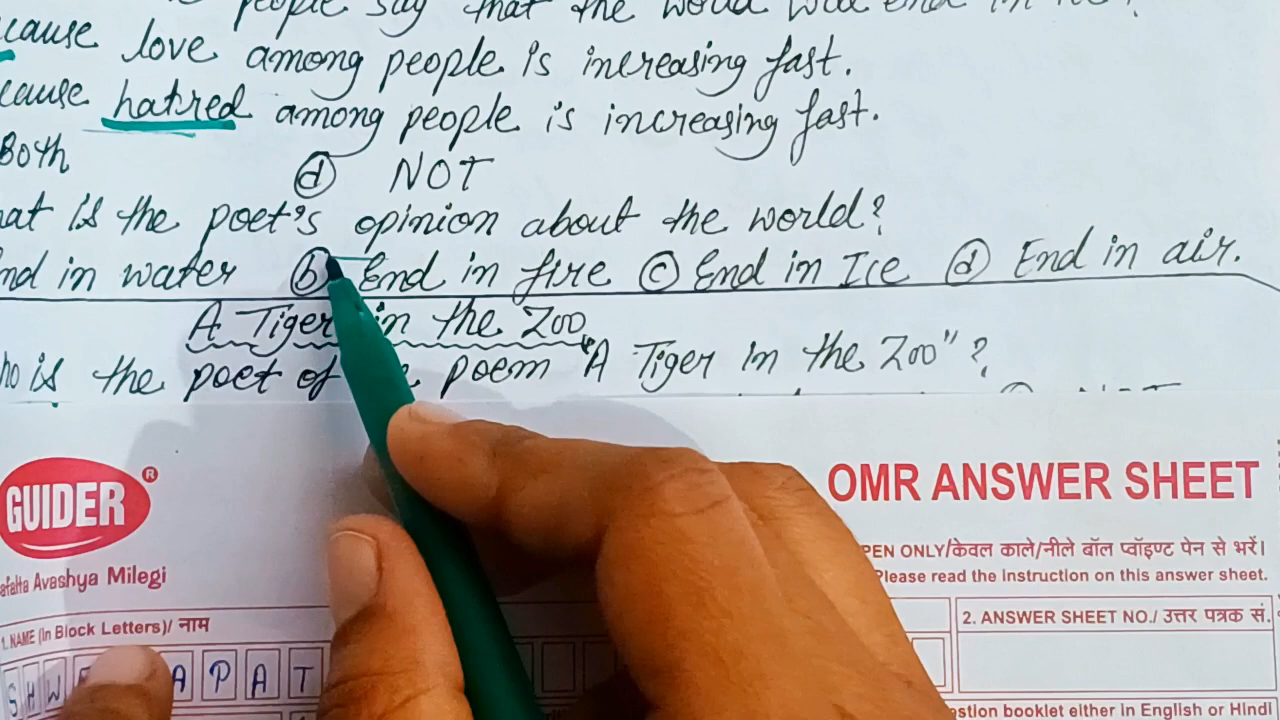 people say that the world will end in ice?
cause love among people is increasing fast.
cause hatred among people is increasing fast.
Both ⓓ NOT
at is the poet's opinion about the world?
nd in water ⓑ End in fire ⓒ End in Ice ⓓ End in air.
A Tiger in the Zoo
ho is the poet of poem "A Tiger in the Zoo"?
GUIDER®
afalta Avashya Milegi
OMR ANSWER SHEET
PEN ONLY/केवल काले/नीले बॉल प्वॉइण्ट पेन से भरें।
Please read the Instruction on this answer sheet.
1. NAME (In Block Letters)/ नाम
2. ANSWER SHEET NO./ उत्तर पत्रक सं.
S H W A P A T
stion booklet either in English or Hindi